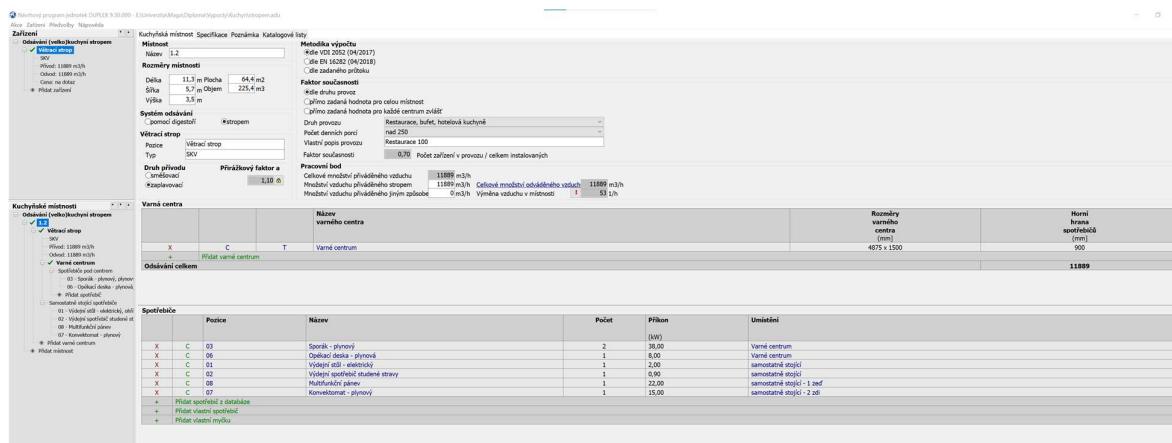 Návrhový program jednotek DUPLEX 9.50.000 - E:\Univerzita\Maga\Diploma\Vypocty\Kuchyn\stropem.adu
Akce Zařízení Předvolby Nápověda
Zařízení
Odsávání (velko)kuchyní stropem
Větrací strop
SKV
Přívod: 11889 m3/h
Odvod: 11889 m3/h
Cena: na dotaz
Přidat zařízení
Kuchyňské místnosti
Odsávání (velko)kuchyní stropem
1.2
Větrací strop
SKV
Přívod: 11889 m3/h
Odvod: 11889 m3/h
Varné centrum
Spotřebiče pod centrem
03 - Sporák - plynový, plynov
06 - Opékací deska - plynová
Přidat spotřebič
Samostatně stojící spotřebiče
01 - Výdejní stůl - elektrický, ohří
02 - Výdejní spotřebič studené st
08 - Multifunkční pánev
07 - Konvektomat - plynový
Přidat varné centrum
Přidat místnost
Kuchyňská místnost Specifikace Poznámka Katalogové listy
Místnost
Název 1.2
Rozměry místnosti
Délka 11,3 m Plocha 64,4 m2
Šířka 5,7 m Objem 225,4 m3
Výška 3,5 m
Systém odsávání
pomocí digestoří stropem
Větrací strop
Pozice Větrací strop
Typ SKV
Druh přívodu Přirážkový faktor a
směšovací
zaplavovací 1,10
Metodika výpočtu
dle VDI 2052 (04/2017)
dle EN 16282 (04/2018)
dle zadaného průtoku
Faktor současnosti
dle druhu provoz
přímo zadaná hodnota pro celou místnost
přímo zadaná hodnota pro každé centrum zvlášť
Druh provozu Restaurace, bufet, hotelová kuchyně
Počet denních porcí nad 250
Vlastní popis provozu Restaurace 100
Faktor současnosti 0,70 Počet zařízení v provozu / celkem instalovaných
Pracovní bod
Celkové množství přiváděného vzduchu 11889 m3/h
Množství vzduchu přiváděného stropem 11889 m3/h Celkové množství odváděného vzduch 11889 m3/h
Množství vzduchu přiváděného jiným způsobe 0 m3/h Výměna vzduchu v místnosti ! 53 1/h
Varná centra
Název varného centra Rozměry varného centra [mm] Horní hrana spotřebičů [mm]
X C T Varné centrum 4875 x 1500 900
+ Přidat varné centrum
Odsávání celkem 11889
Spotřebiče
Pozice Název Počet Příkon (kW) Umístění
X C 03 Sporák - plynový 2 38,00 Varné centrum
X C 06 Opékací deska - plynová 1 8,00 Varné centrum
X C 01 Výdejní stůl - elektrický 1 2,00 samostatně stojící
X C 02 Výdejní spotřebič studené stravy 1 0,90 samostatně stojící
X C 08 Multifunkční pánev 1 22,00 samostatně stojící - 1 zeď
X C 07 Konvektomat - plynový 1 15,00 samostatně stojící - 2 zdi
+ Přidat spotřebič z databáze
+ Přidat vlastní spotřebič
+ Přidat vlastní myčku